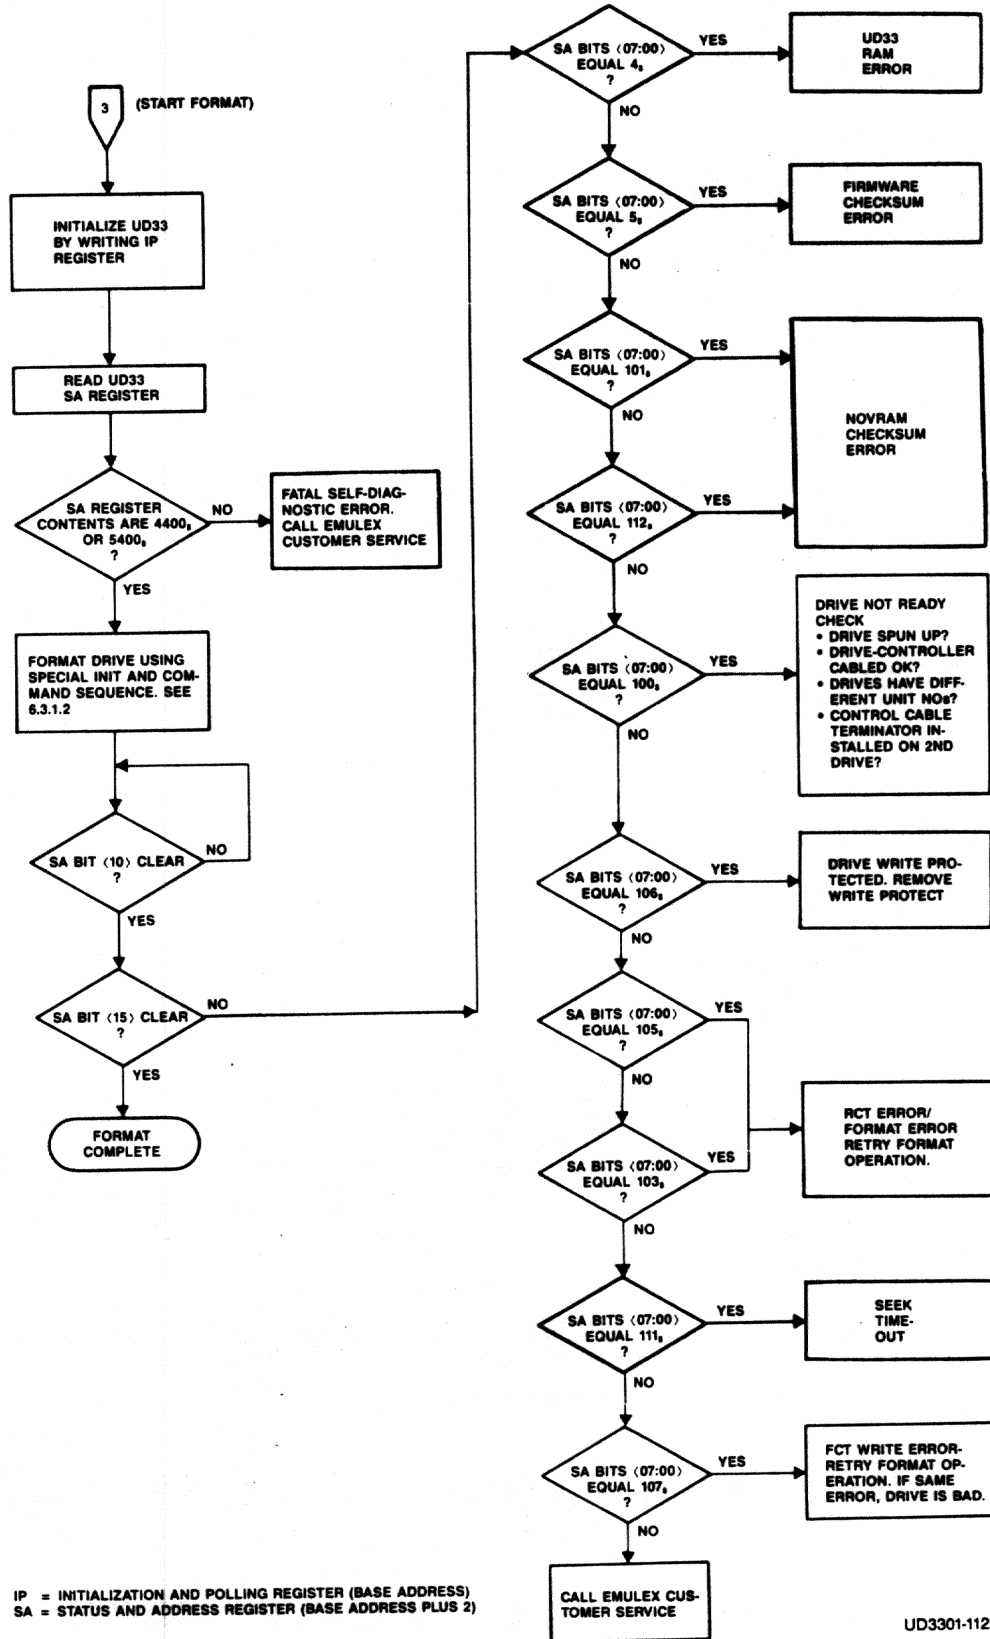 3
(START FORMAT)
INITIALIZE UD33
BY WRITING IP
REGISTER
READ UD33
SA REGISTER
SA REGISTER
CONTENTS ARE 4400₈
OR 5400₈
?
NO
FATAL SELF-DIAG-
NOSTIC ERROR.
CALL EMULEX
CUSTOMER SERVICE
YES
FORMAT DRIVE USING
SPECIAL INIT AND COM-
MAND SEQUENCE. SEE
6.3.1.2
SA BIT ⟨10⟩ CLEAR
?
NO
YES
SA BIT ⟨15⟩ CLEAR
?
NO
YES
FORMAT
COMPLETE
SA BITS ⟨07:00⟩
EQUAL 4₈
?
YES
UD33
RAM
ERROR
NO
SA BITS ⟨07:00⟩
EQUAL 5₈
?
YES
FIRMWARE
CHECKSUM
ERROR
NO
SA BITS ⟨07:00⟩
EQUAL 101₈
?
YES
NO
NOVRAM
CHECKSUM
ERROR
SA BITS ⟨07:00⟩
EQUAL 112₈
?
YES
NO
SA BITS ⟨07:00⟩
EQUAL 100₈
?
YES
DRIVE NOT READY
CHECK
• DRIVE SPUN UP?
• DRIVE-CONTROLLER
CABLED OK?
• DRIVES HAVE DIFF-
ERENT UNIT NOs?
• CONTROL CABLE
TERMINATOR IN-
STALLED ON 2ND
DRIVE?
NO
SA BITS ⟨07:00⟩
EQUAL 106₈
?
YES
DRIVE WRITE PRO-
TECTED. REMOVE
WRITE PROTECT
NO
SA BITS ⟨07:00⟩
EQUAL 105₈
?
YES
NO
RCT ERROR/
FORMAT ERROR
RETRY FORMAT
OPERATION.
SA BITS ⟨07:00⟩
EQUAL 103₈
?
YES
NO
SA BITS ⟨07:00⟩
EQUAL 111₈
?
YES
SEEK
TIME-
OUT
NO
SA BITS ⟨07:00⟩
EQUAL 107₈
?
YES
FCT WRITE ERROR-
RETRY FORMAT OP-
ERATION. IF SAME
ERROR, DRIVE IS BAD.
NO
CALL EMULEX CUS-
TOMER SERVICE
IP = INITIALIZATION AND POLLING REGISTER (BASE ADDRESS)
SA = STATUS AND ADDRESS REGISTER (BASE ADDRESS PLUS 2)
UD3301-112